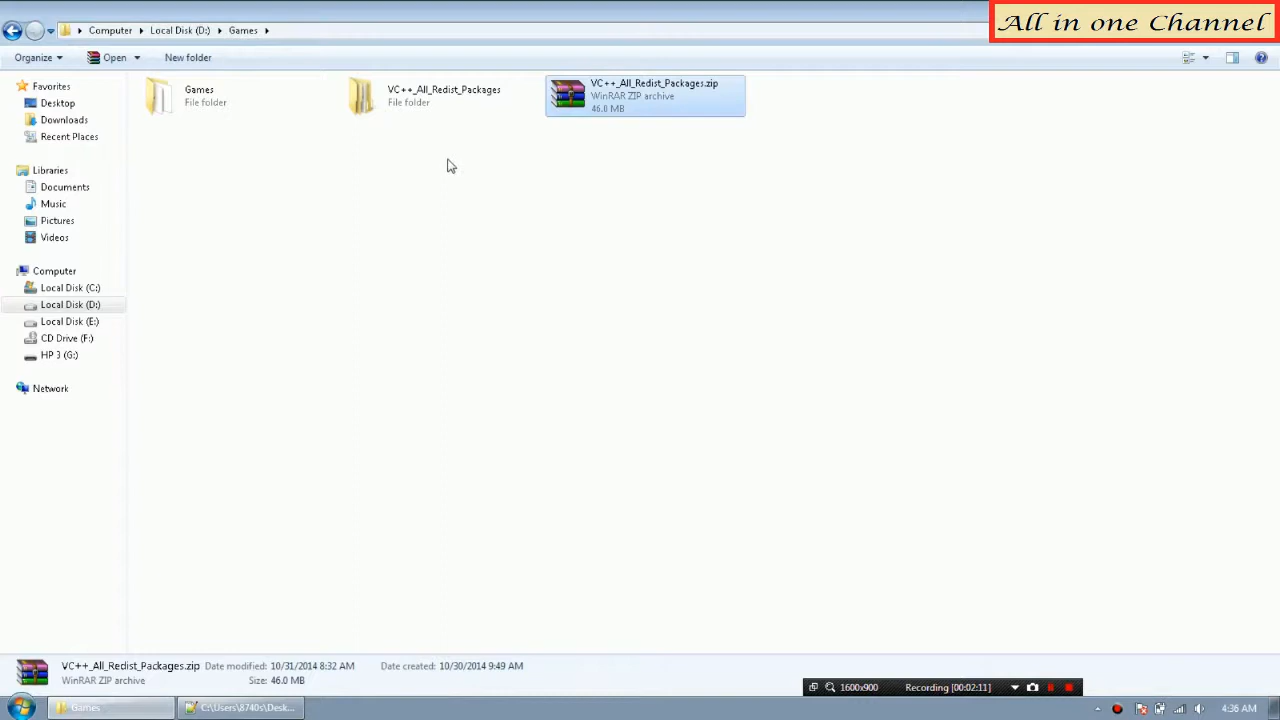 All in one Channel
Computer Local Disk (D:) Games
Organize Open New folder
Favorites
Desktop
Downloads
Recent Places
Libraries
Documents
Music
Pictures
Videos
Computer
Local Disk (C:)
Local Disk (D:)
Local Disk (E:)
CD Drive (F:)
HP 3 (G:)
Network
Games
File folder
VC++_All_Redist_Packages
File folder
VC++_All_Redist_Packages.zip
WinRAR ZIP archive
46.0 MB
VC++_All_Redist_Packages.zip Date modified: 10/31/2014 8:32 AM Date created: 10/30/2014 9:49 AM
WinRAR ZIP archive Size: 46.0 MB
1600x900 Recording [00:02:11]
Games C:\Users\8740s\Desk... 4:36 AM